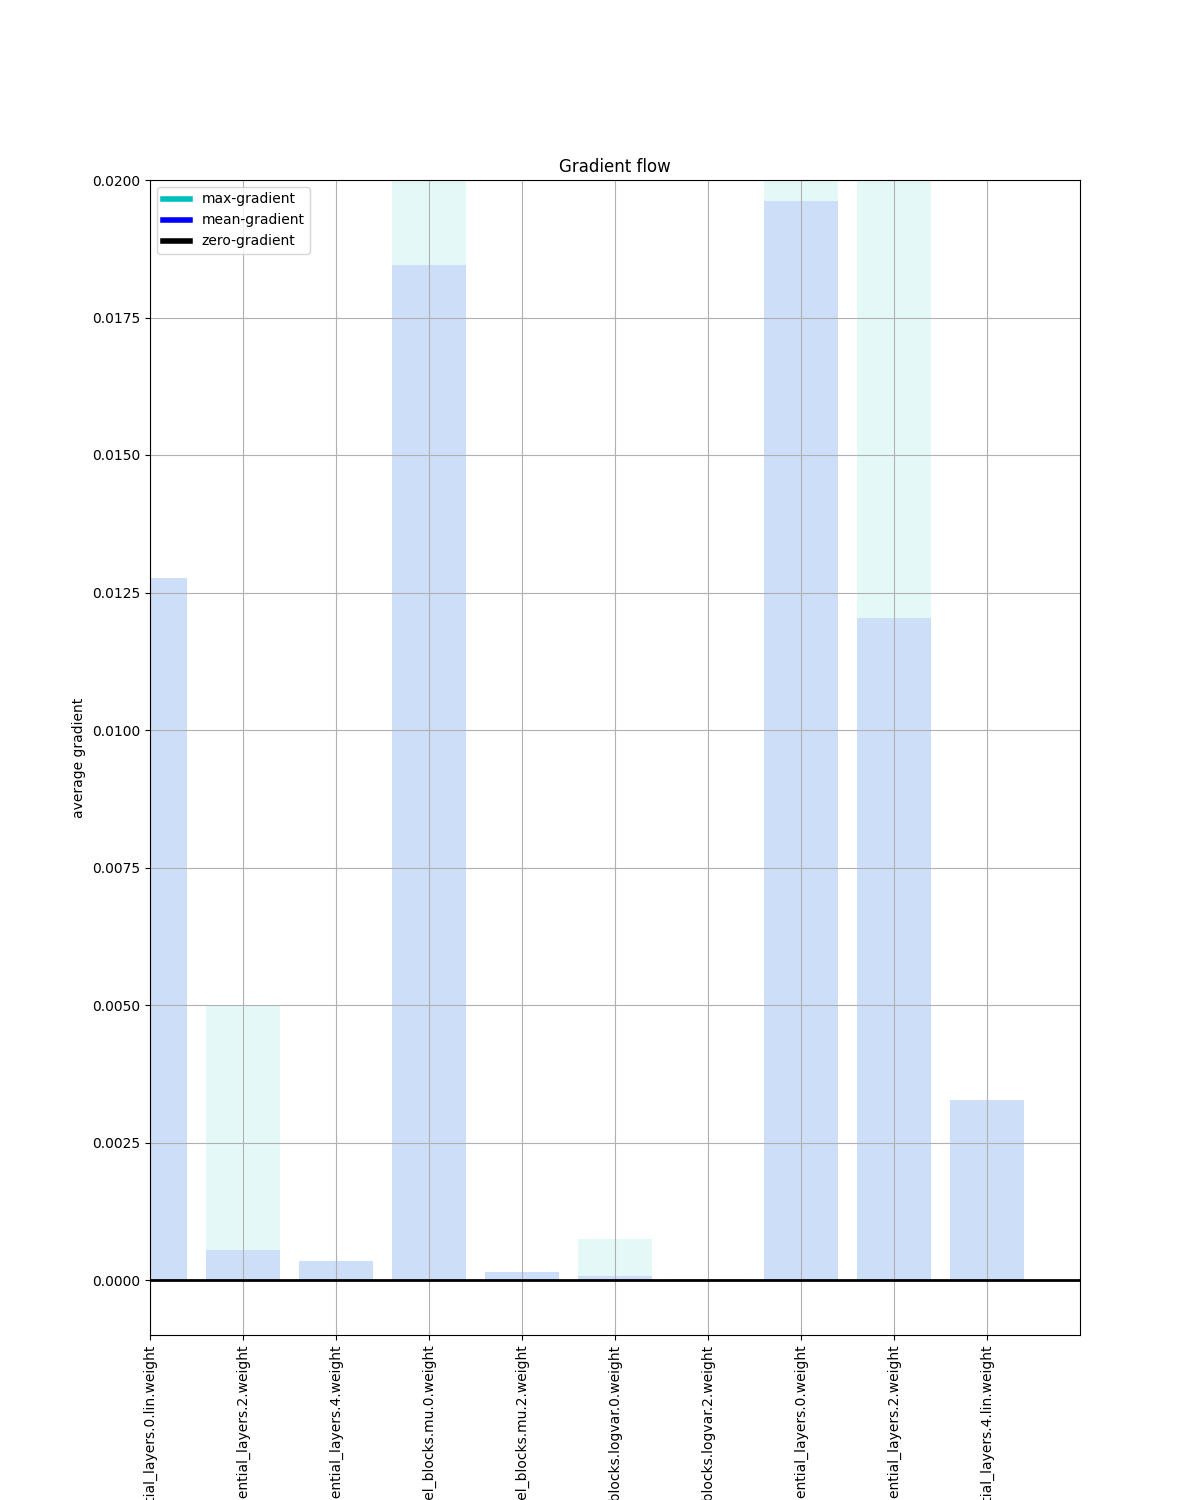 Gradient flow
max-gradient
mean-gradient
zero-gradient
0.0200
0.0175
0.0150
0.0125
0.0100
0.0075
0.0050
0.0025
0.0000
average gradient
tial_layers.0.lin.weight
ential_layers.2.weight
ential_layers.4.weight
el_blocks.mu.0.weight
el_blocks.mu.2.weight
blocks.logvar.0.weight
blocks.logvar.2.weight
ential_layers.0.weight
ential_layers.2.weight
tial_layers.4.lin.weight